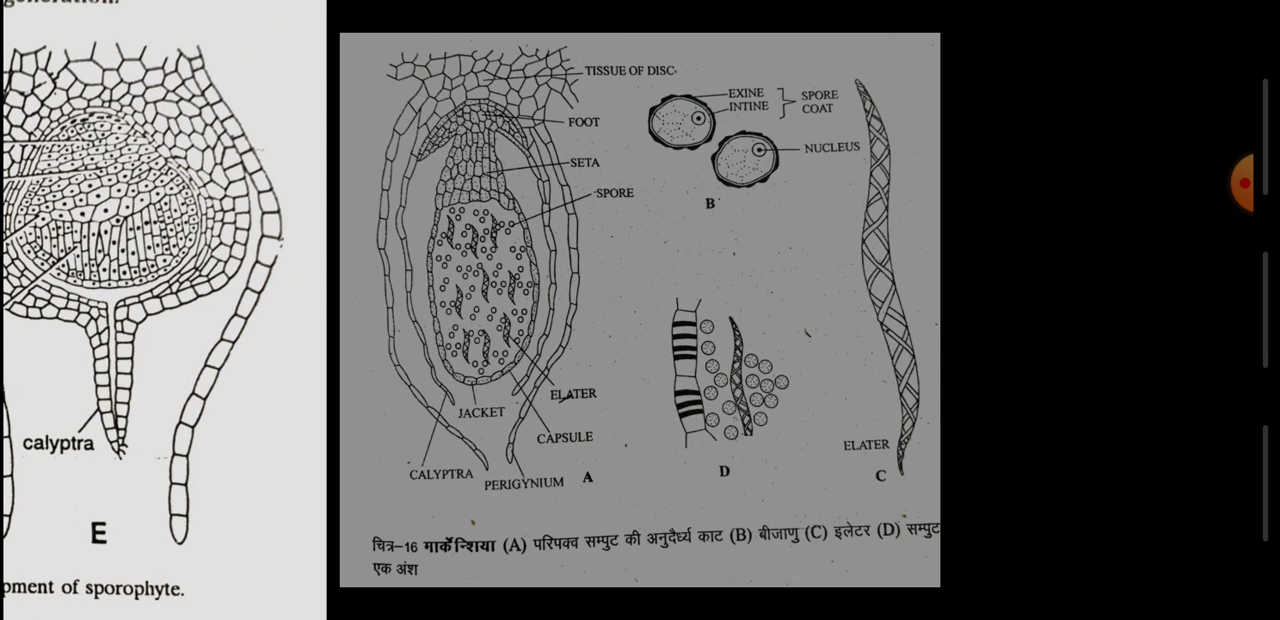 calyptra
E
pment of sporophyte.
TISSUE OF DISC
FOOT
SETA
SPORE
ELATER
JACKET
CAPSULE
CALYPTRA
PERIGYNIUM
A
EXINE
INTINE
SPORE
COAT
NUCLEUS
B
D
ELATER
C
चित्र-16 मार्केन्शिया (A) परिपक्व सम्पुट की अनुदैर्ध्य काट (B) बीजाणु (C) इलेटर (D) सम्पुट
एक अंश